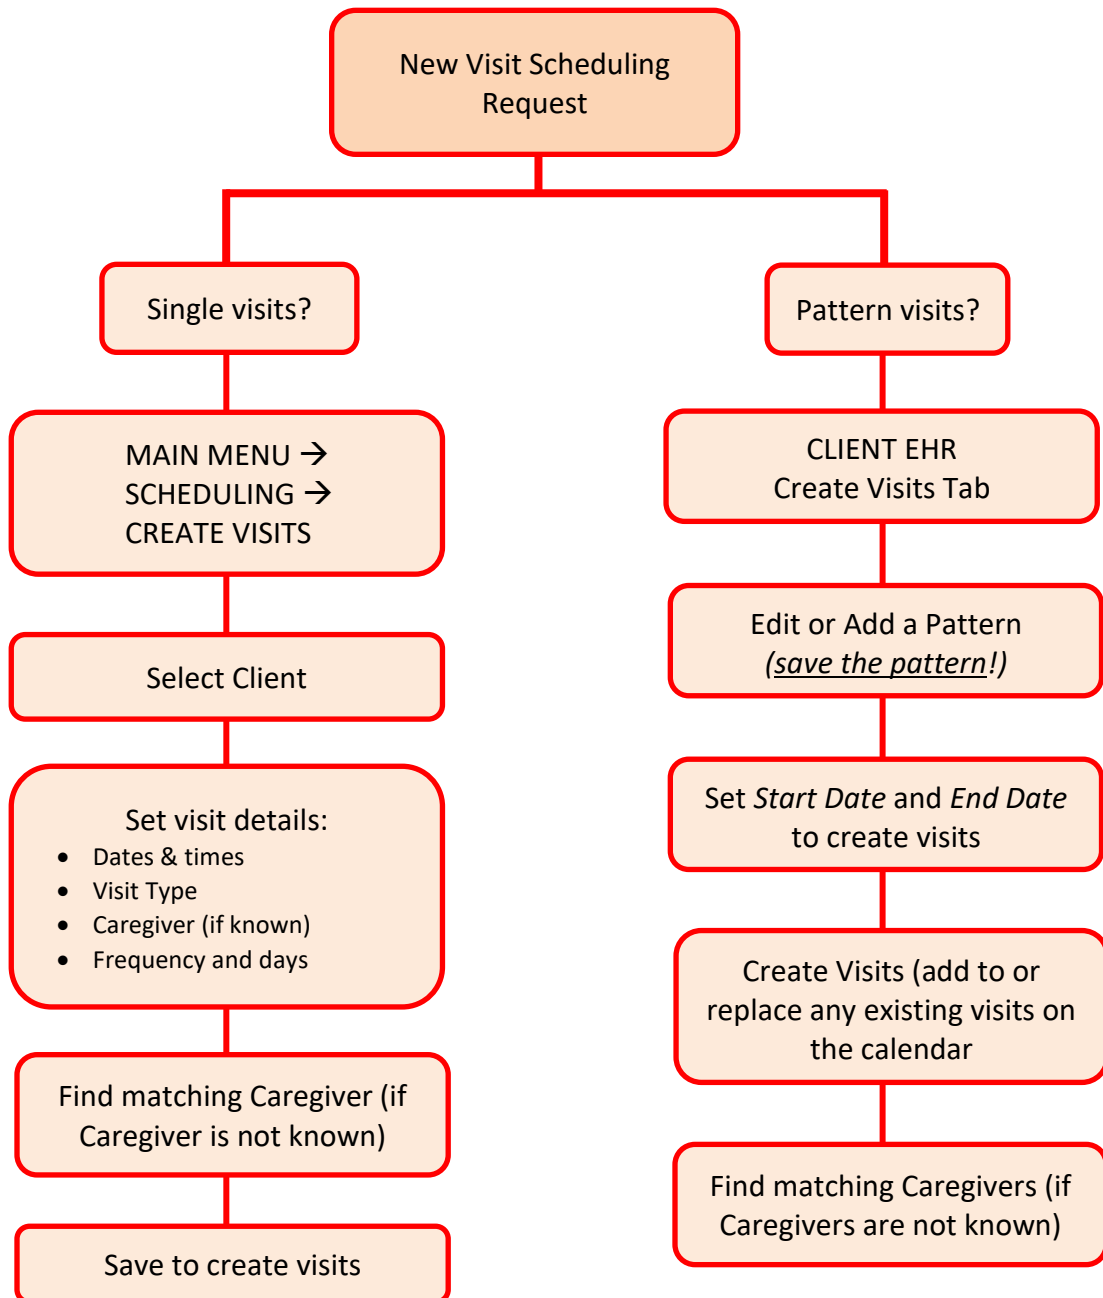 New Visit Scheduling
Request
Single visits?
MAIN MENU →
SCHEDULING →
CREATE VISITS
Select Client
Set visit details:
• Dates & times
• Visit Type
• Caregiver (if known)
• Frequency and days
Find matching Caregiver (if
Caregiver is not known)
Save to create visits
Pattern visits?
CLIENT EHR
Create Visits Tab
Edit or Add a Pattern
(save the pattern!)
Set Start Date and End Date
to create visits
Create Visits (add to or
replace any existing visits on
the calendar
Find matching Caregivers (if
Caregivers are not known)